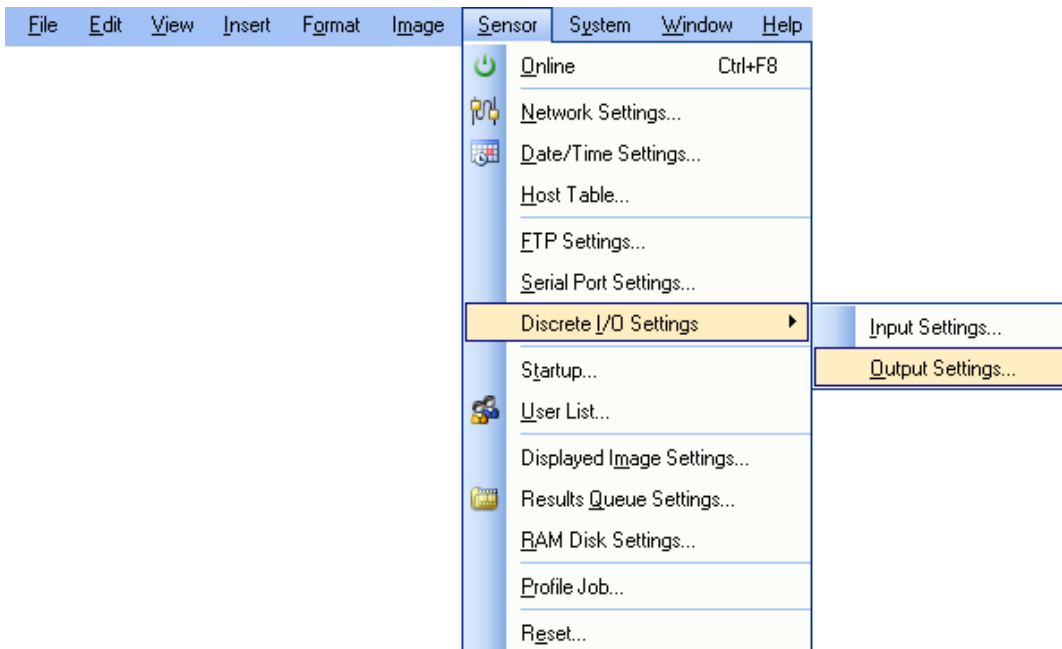 File Edit View Insert Format Image Sensor System Window Help
Online Ctrl+F8
Network Settings...
Date/Time Settings...
Host Table...
FTP Settings...
Serial Port Settings...
Discrete I/O Settings
Input Settings...
Output Settings...
Startup...
User List...
Displayed Image Settings...
Results Queue Settings...
RAM Disk Settings...
Profile Job...
Reset...